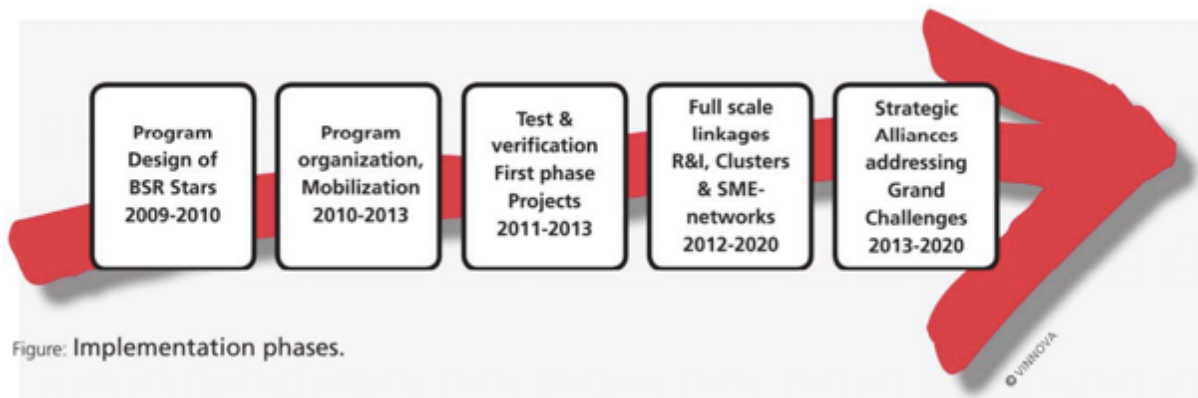 Program
Design of
BSR Stars
2009-2010
Program
organization,
Mobilization
2010-2013
Test &
verification
First phase
Projects
2011-2013
Full scale
linkages
R&I, Clusters
& SME-
networks
2012-2020
Strategic
Alliances
addressing
Grand
Challenges
2013-2020
Figure: Implementation phases.
© VINNOVA